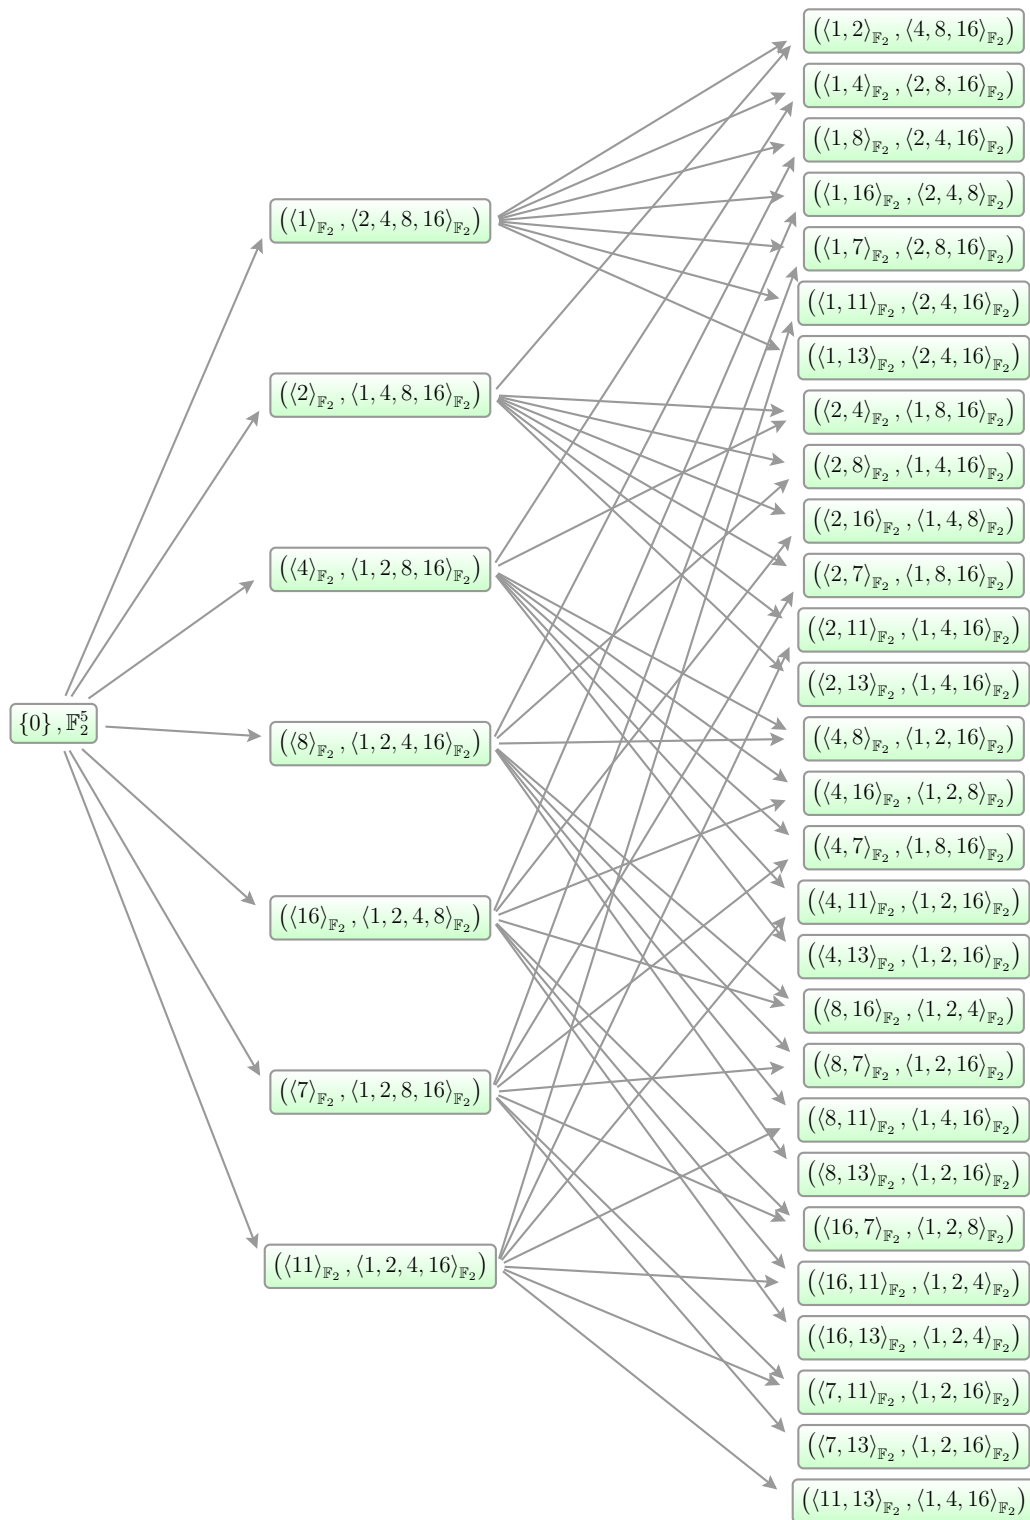 {0} , 𝔽₂⁵
(⟨1⟩_𝔽₂ , ⟨2, 4, 8, 16⟩_𝔽₂)
(⟨2⟩_𝔽₂ , ⟨1, 4, 8, 16⟩_𝔽₂)
(⟨4⟩_𝔽₂ , ⟨1, 2, 8, 16⟩_𝔽₂)
(⟨8⟩_𝔽₂ , ⟨1, 2, 4, 16⟩_𝔽₂)
(⟨16⟩_𝔽₂ , ⟨1, 2, 4, 8⟩_𝔽₂)
(⟨7⟩_𝔽₂ , ⟨1, 2, 8, 16⟩_𝔽₂)
(⟨11⟩_𝔽₂ , ⟨1, 2, 4, 16⟩_𝔽₂)
(⟨1, 2⟩_𝔽₂ , ⟨4, 8, 16⟩_𝔽₂)
(⟨1, 4⟩_𝔽₂ , ⟨2, 8, 16⟩_𝔽₂)
(⟨1, 8⟩_𝔽₂ , ⟨2, 4, 16⟩_𝔽₂)
(⟨1, 16⟩_𝔽₂ , ⟨2, 4, 8⟩_𝔽₂)
(⟨1, 7⟩_𝔽₂ , ⟨2, 8, 16⟩_𝔽₂)
(⟨1, 11⟩_𝔽₂ , ⟨2, 4, 16⟩_𝔽₂)
(⟨1, 13⟩_𝔽₂ , ⟨2, 4, 16⟩_𝔽₂)
(⟨2, 4⟩_𝔽₂ , ⟨1, 8, 16⟩_𝔽₂)
(⟨2, 8⟩_𝔽₂ , ⟨1, 4, 16⟩_𝔽₂)
(⟨2, 16⟩_𝔽₂ , ⟨1, 4, 8⟩_𝔽₂)
(⟨2, 7⟩_𝔽₂ , ⟨1, 8, 16⟩_𝔽₂)
(⟨2, 11⟩_𝔽₂ , ⟨1, 4, 16⟩_𝔽₂)
(⟨2, 13⟩_𝔽₂ , ⟨1, 4, 16⟩_𝔽₂)
(⟨4, 8⟩_𝔽₂ , ⟨1, 2, 16⟩_𝔽₂)
(⟨4, 16⟩_𝔽₂ , ⟨1, 2, 8⟩_𝔽₂)
(⟨4, 7⟩_𝔽₂ , ⟨1, 8, 16⟩_𝔽₂)
(⟨4, 11⟩_𝔽₂ , ⟨1, 2, 16⟩_𝔽₂)
(⟨4, 13⟩_𝔽₂ , ⟨1, 2, 16⟩_𝔽₂)
(⟨8, 16⟩_𝔽₂ , ⟨1, 2, 4⟩_𝔽₂)
(⟨8, 7⟩_𝔽₂ , ⟨1, 2, 16⟩_𝔽₂)
(⟨8, 11⟩_𝔽₂ , ⟨1, 4, 16⟩_𝔽₂)
(⟨8, 13⟩_𝔽₂ , ⟨1, 2, 16⟩_𝔽₂)
(⟨16, 7⟩_𝔽₂ , ⟨1, 2, 8⟩_𝔽₂)
(⟨16, 11⟩_𝔽₂ , ⟨1, 2, 4⟩_𝔽₂)
(⟨16, 13⟩_𝔽₂ , ⟨1, 2, 4⟩_𝔽₂)
(⟨7, 11⟩_𝔽₂ , ⟨1, 2, 16⟩_𝔽₂)
(⟨7, 13⟩_𝔽₂ , ⟨1, 2, 16⟩_𝔽₂)
(⟨11, 13⟩_𝔽₂ , ⟨1, 4, 16⟩_𝔽₂)